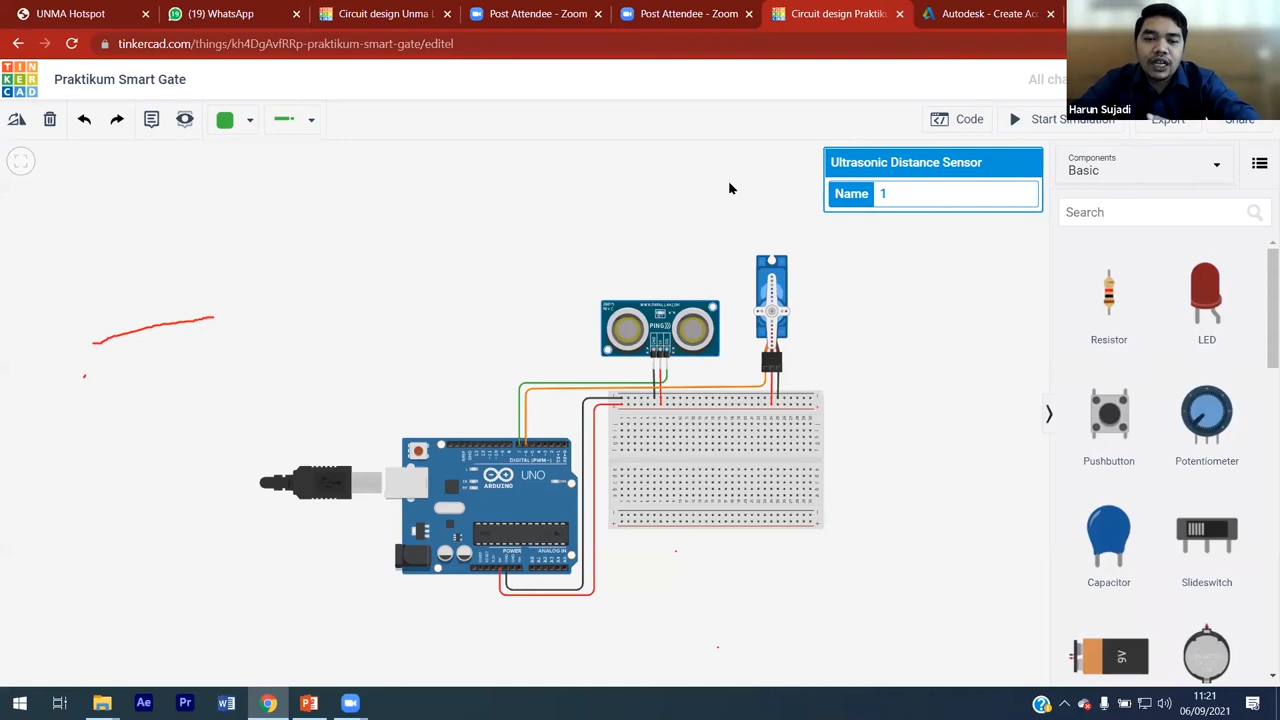 UNMA Hotspot
(19) WhatsApp
Circuit design Unma L
Post Attendee - Zoom
Post Attendee - Zoom
Circuit design Praktik
Autodesk - Create Acc
tinkercad.com/things/kh4DgAvfRRp-praktikum-smart-gate/editel
TIN
KER
CAD
Praktikum Smart Gate
All cha
Harun Sujadi
Code
Start Simulation
Export
Share
Ultrasonic Distance Sensor
Name 1
Components
Basic
Search
Resistor
LED
PING)))
Pushbutton
Potentiometer
DIGITAL (PWM~)
UNO
ARDUINO
POWER
ANALOG IN
Capacitor
Slideswitch
9V
Ae
Pr
11:21
06/09/2021